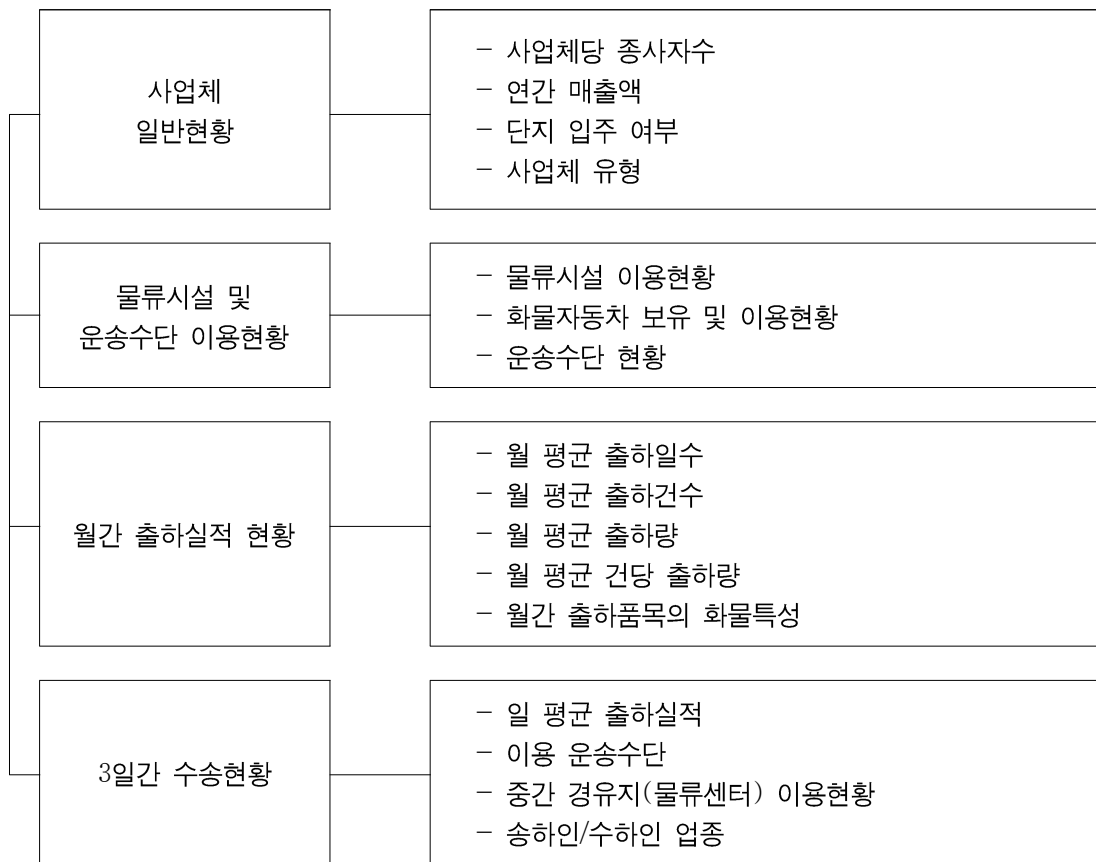 사업체
일반현황
- 사업체당 종사자수
- 연간 매출액
- 단지 입주 여부
- 사업체 유형
물류시설 및
운송수단 이용현황
- 물류시설 이용현황
- 화물자동차 보유 및 이용현황
- 운송수단 현황
월간 출하실적 현황
- 월 평균 출하일수
- 월 평균 출하건수
- 월 평균 출하량
- 월 평균 건당 출하량
- 월간 출하품목의 화물특성
3일간 수송현황
- 일 평균 출하실적
- 이용 운송수단
- 중간 경유지(물류센터) 이용현황
- 송하인/수하인 업종